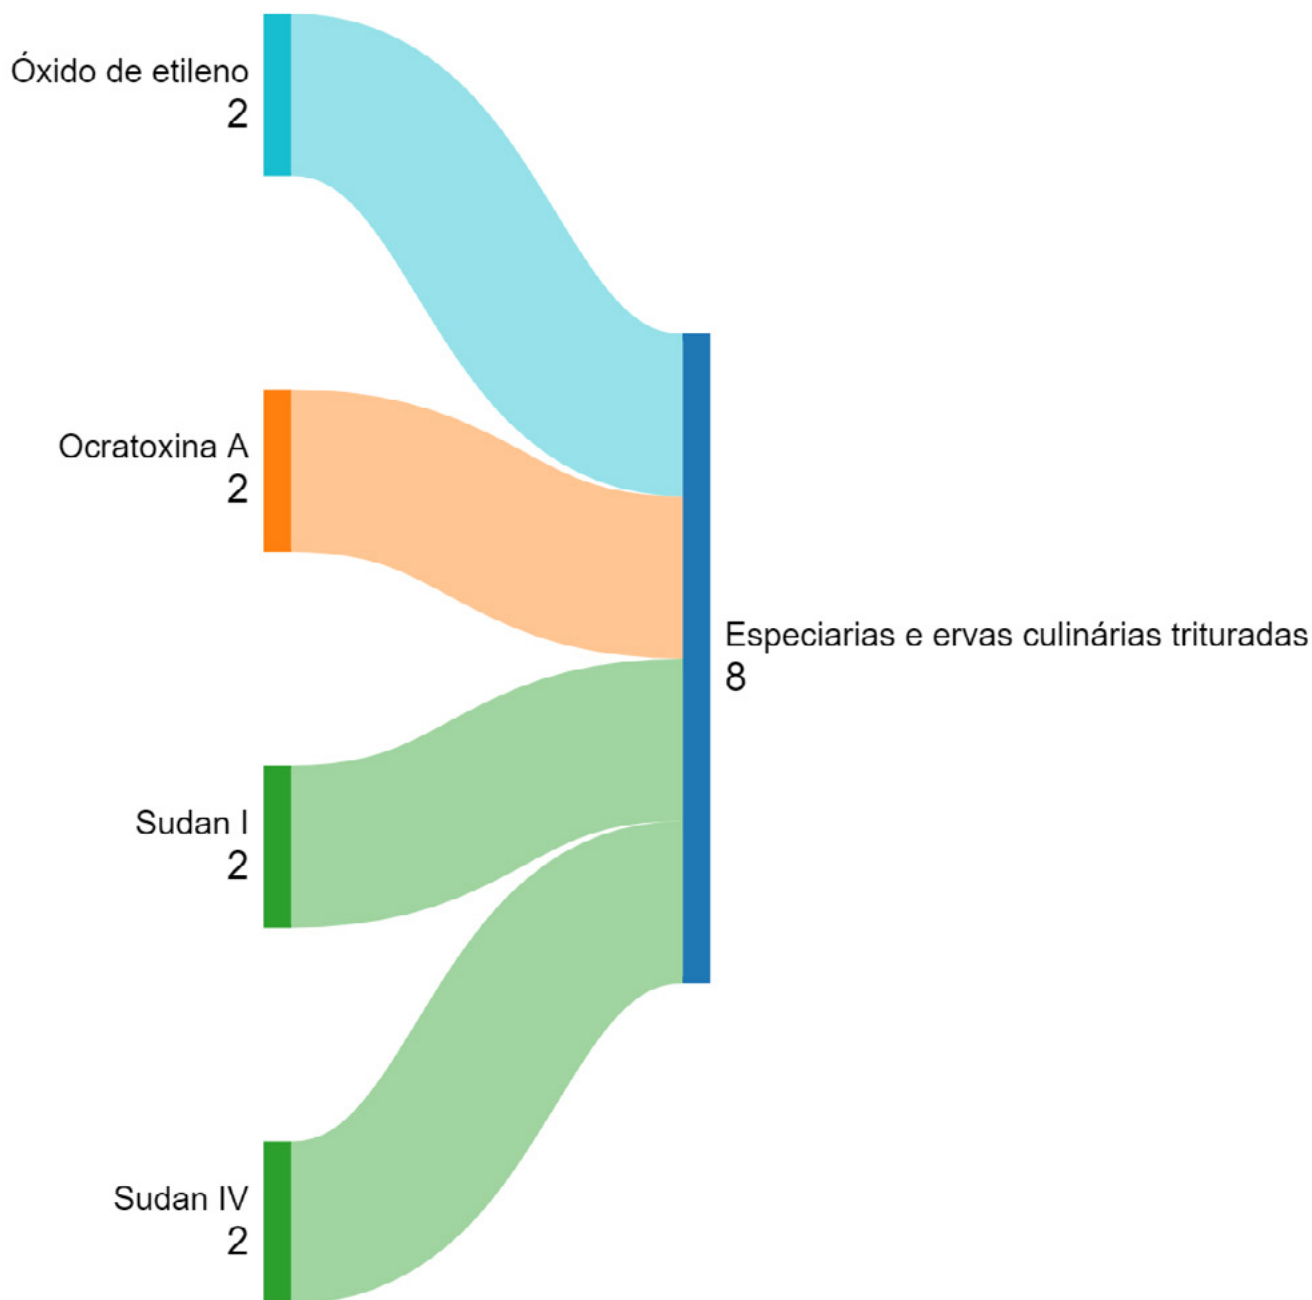 Óxido de etileno
2
Ocratoxina A
2
Especiarias e ervas culinárias trituradas
8
Sudan I
2
Sudan IV
2